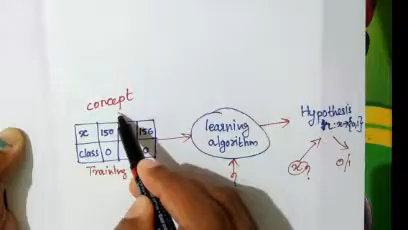 concept
x 150 156
class 0 0
Training
learning
algorithm
Hypothesis
x ?
0/1